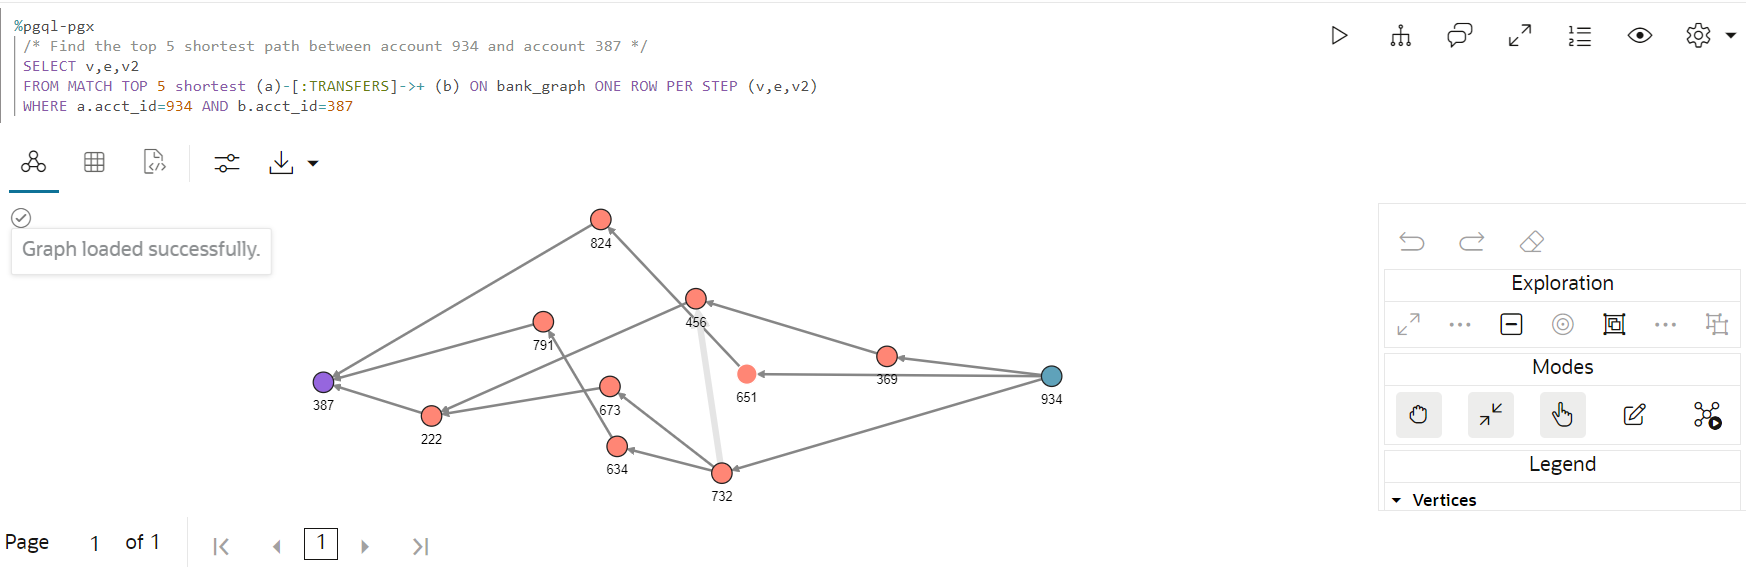 %pgql-pgx
/* Find the top 5 shortest path between account 934 and account 387 */
SELECT v,e,v2
FROM MATCH TOP 5 shortest (a)-[:TRANSFERS]->+ (b) ON bank_graph ONE ROW PER STEP (v,e,v2)
WHERE a.acct_id=934 AND b.acct_id=387
Graph loaded successfully.
824
456
791
369
651
934
387
673
222
634
732
Exploration
Modes
Legend
Vertices
Page 1 of 1 1